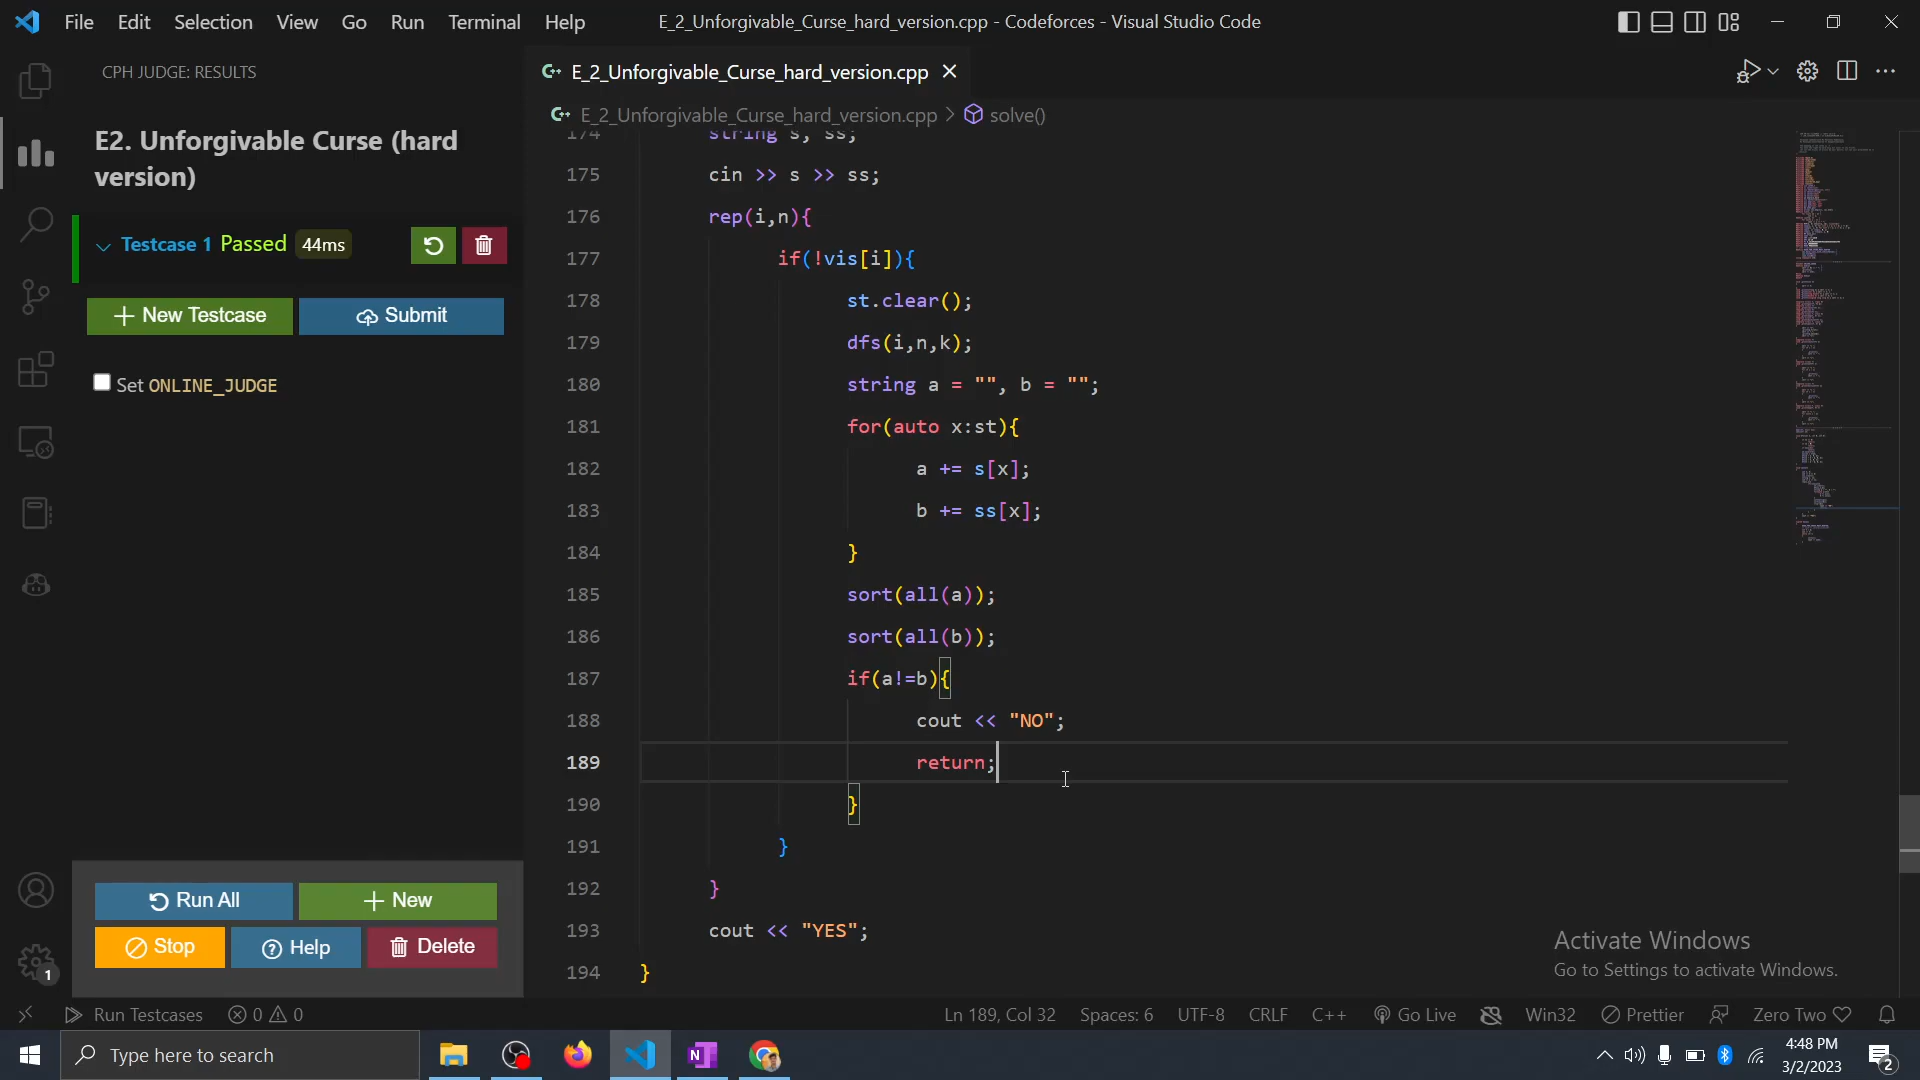 File Edit Selection View Go Run Terminal Help
E_2_Unforgivable_Curse_hard_version.cpp - Codeforces - Visual Studio Code
CPH JUDGE: RESULTS
E2. Unforgivable Curse (hard
version)
Testcase 1 Passed 44ms
New Testcase
Submit
Set ONLINE_JUDGE
Run All
New
Stop
Help
Delete
E_2_Unforgivable_Curse_hard_version.cpp
E_2_Unforgivable_Curse_hard_version.cpp > solve()
174 string s, ss;
175 cin >> s >> ss;
176 rep(i,n){
177 if(!vis[i]){
178 st.clear();
179 dfs(i,n,k);
180 string a = "", b = "";
181 for(auto x:st){
182 a += s[x];
183 b += ss[x];
184 }
185 sort(all(a));
186 sort(all(b));
187 if(a!=b){
188 cout << "NO";
189 return;
190 }
191 }
192 }
193 cout << "YES";
194 }
Activate Windows
Go to Settings to activate Windows.
1
Run Testcases 0 0
Ln 189, Col 32 Spaces: 6 UTF-8 CRLF C++ Go Live Win32 Prettier Zero Two
Type here to search
4:48 PM
3/2/2023
2